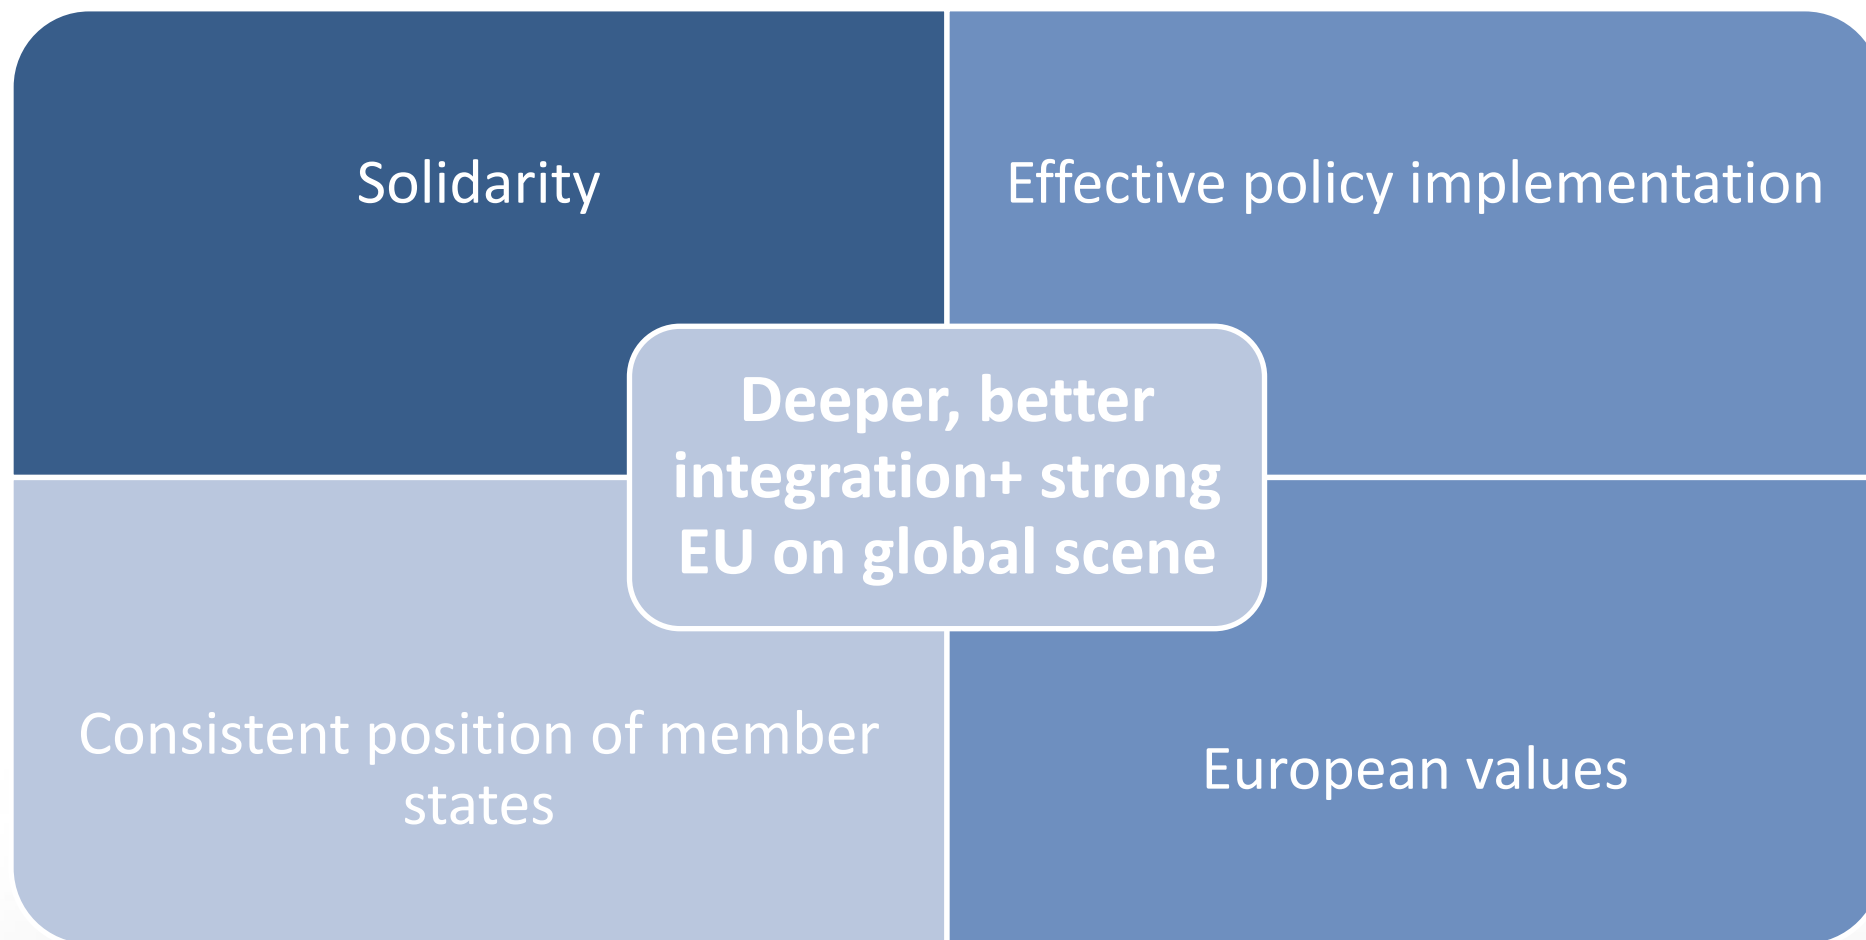 Solidarity
Effective policy implementation
Deeper, better
integration+ strong
EU on global scene
Consistent position of member
states
European values